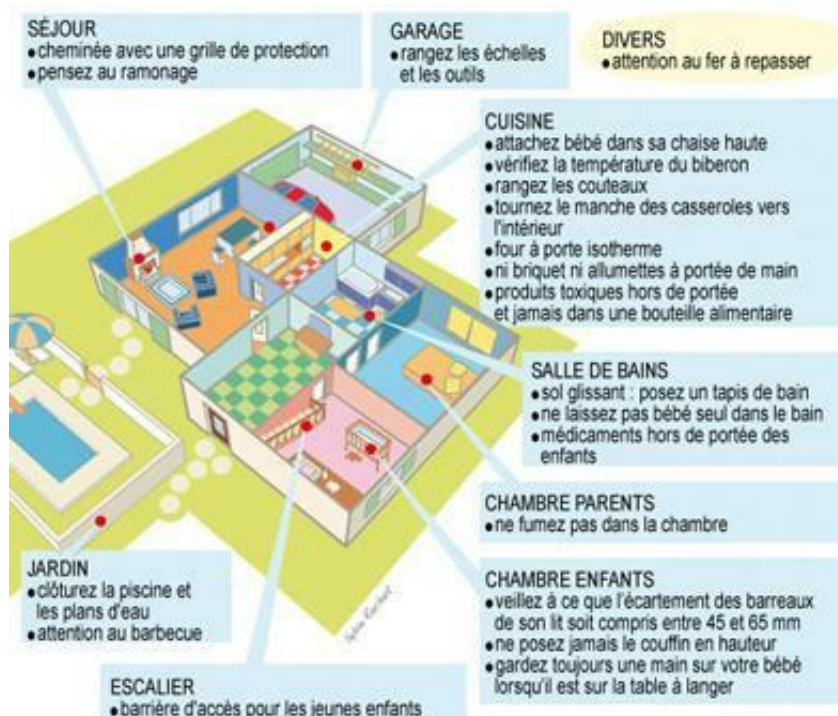 SÉJOUR
●cheminée avec une grille de protection
●pensez au ramonage
GARAGE
●rangez les échelles
et les outils
DIVERS
●attention au fer à repasser
CUISINE
●attachez bébé dans sa chaise haute
●vérifiez la température du biberon
●rangez les couteaux
●tournez le manche des casseroles vers
l'intérieur
●four à porte isotherme
●ni briquet ni allumettes à portée de main
●produits toxiques hors de portée
et jamais dans une bouteille alimentaire
SALLE DE BAINS
●sol glissant : posez un tapis de bain
●ne laissez pas bébé seul dans le bain
●médicaments hors de portée des
enfants
CHAMBRE PARENTS
●ne fumez pas dans la chambre
CHAMBRE ENFANTS
●veillez à ce que l'écartement des barreaux
de son lit soit compris entre 45 et 65 mm
●ne posez jamais le couffin en hauteur
●gardez toujours une main sur votre bébé
lorsqu'il est sur la table à langer
JARDIN
●clôturez la piscine et
les plans d'eau
●attention au barbecue
ESCALIER
●barrière d'accès pour les jeunes enfants